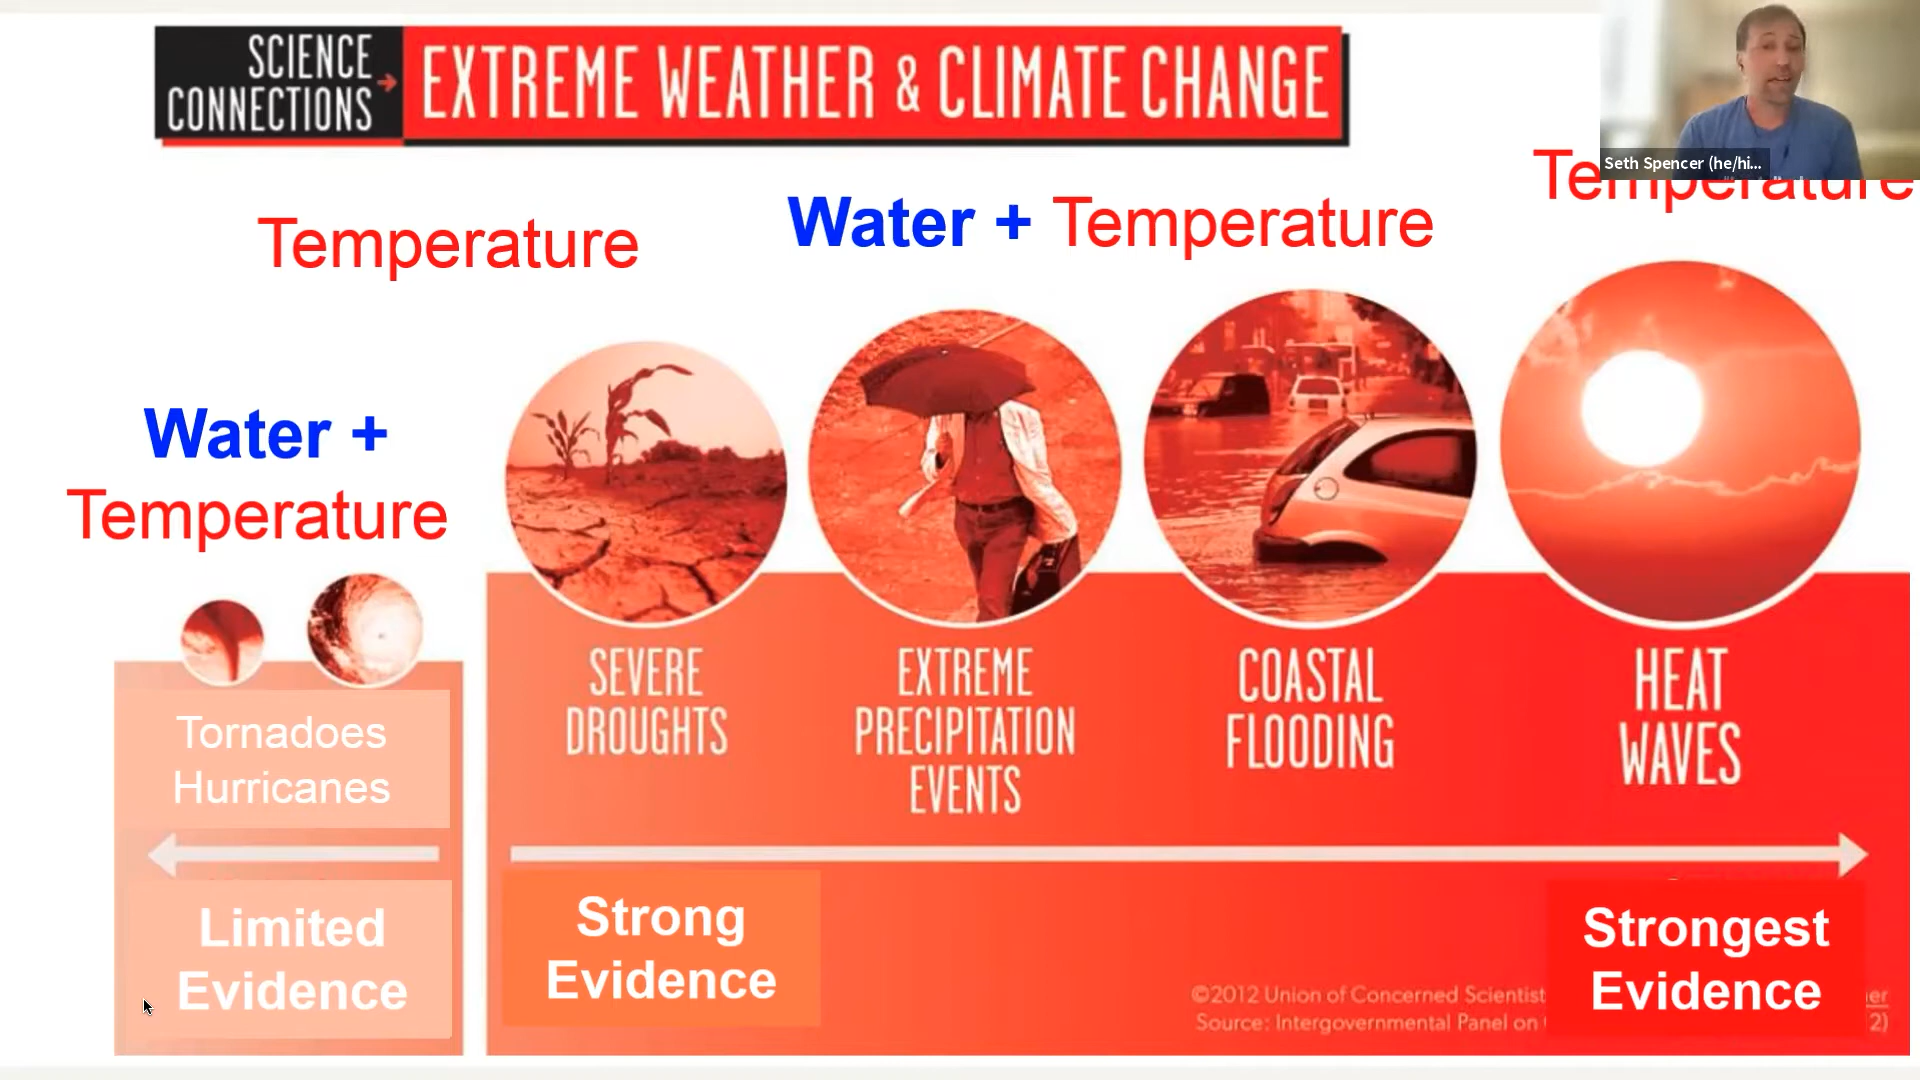 SCIENCE
CONNECTIONS
EXTREME WEATHER & CLIMATE CHANGE
Seth Spencer (he/hi...
Temperature
Water + Temperature
Temperature
Water +
Temperature
Tornadoes
Hurricanes
SEVERE
DROUGHTS
EXTREME
PRECIPITATION
EVENTS
COASTAL
FLOODING
HEAT
WAVES
Limited
Evidence
Strong
Evidence
Strongest
Evidence
©2012 Union of Concerned Scientist
Source: Intergovernmental Panel on
2)